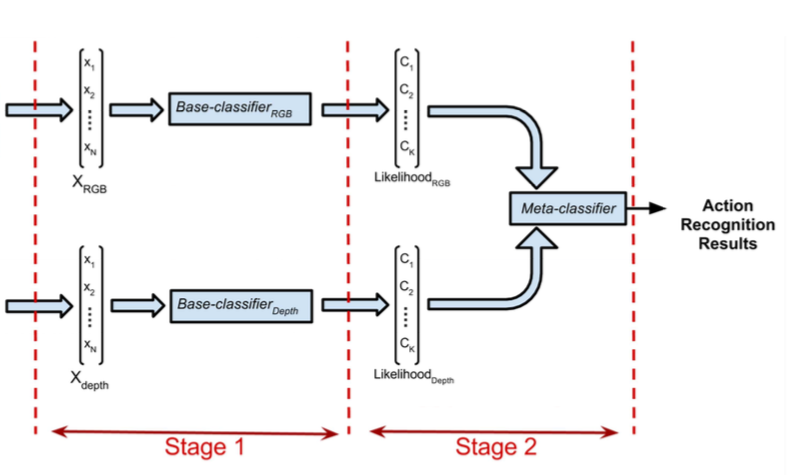 x1
x2
⋮
xN
XRGB
Base-classifierRGB
C1
C2
⋮
CK
LikelihoodRGB
Meta-classifier
Action
Recognition
Results
x1
x2
⋮
xN
Xdepth
Base-classifierDepth
C1
C2
⋮
CK
LikelihoodDepth
Stage 1
Stage 2